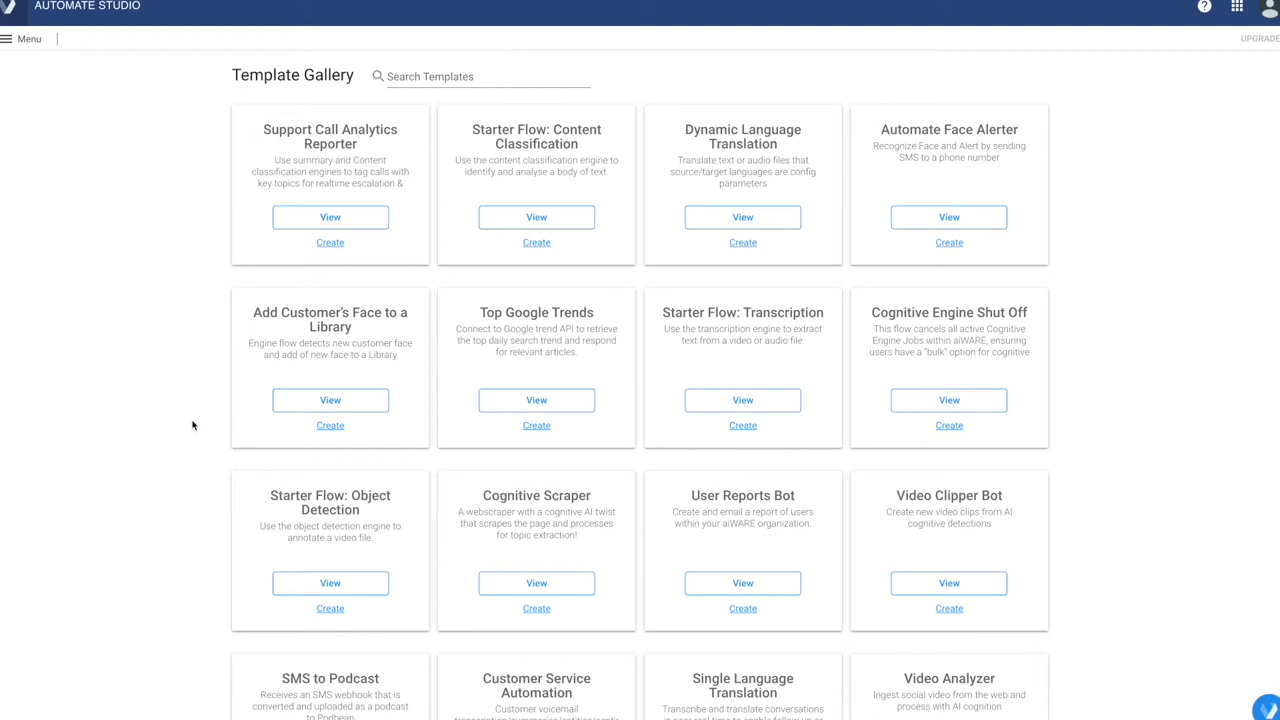 AUTOMATE STUDIO
Menu
UPGRADE
Template Gallery
Search Templates
Support Call Analytics
Reporter
Use summary and Content
classification engines to tag calls with
key topics for realtime escalation &
View
Create
Starter Flow: Content
Classification
Use the content classification engine to
identify and analyse a body of text.
View
Create
Dynamic Language
Translation
Translate text or audio files that
source/target languages are config
parameters
View
Create
Automate Face Alerter
Recognize Face and Alert by sending
SMS to a phone number
View
Create
Add Customer's Face to a
Library
Engine flow detects new customer face
and add of new face to a Library
View
Create
Top Google Trends
Connect to Google trend API to retrieve
the top daily search trend and respond
for relevant articles.
View
Create
Starter Flow: Transcription
Use the transcription engine to extract
text from a video or audio file.
View
Create
Cognitive Engine Shut Off
This flow cancels all active Cognitive
Engine Jobs within aiWARE, ensuring
users have a "bulk" option for cognitive
View
Create
Starter Flow: Object
Detection
Use the object detection engine to
annotate a video file.
View
Create
Cognitive Scraper
A webscraper with a cognitive AI twist
that scrapes the page and processes
for topic extraction!
View
Create
User Reports Bot
Create and email a report of users
within your aiWARE organization.
View
Create
Video Clipper Bot
Create new video clips from AI
cognitive detections
View
Create
SMS to Podcast
Receives an SMS webhook that is
converted and uploaded as a podcast
to Podbean
Customer Service
Automation
Customer voicemail
Single Language
Translation
Transcribe and translate conversations
Video Analyzer
Ingest social video from the web and
process with AI cognition